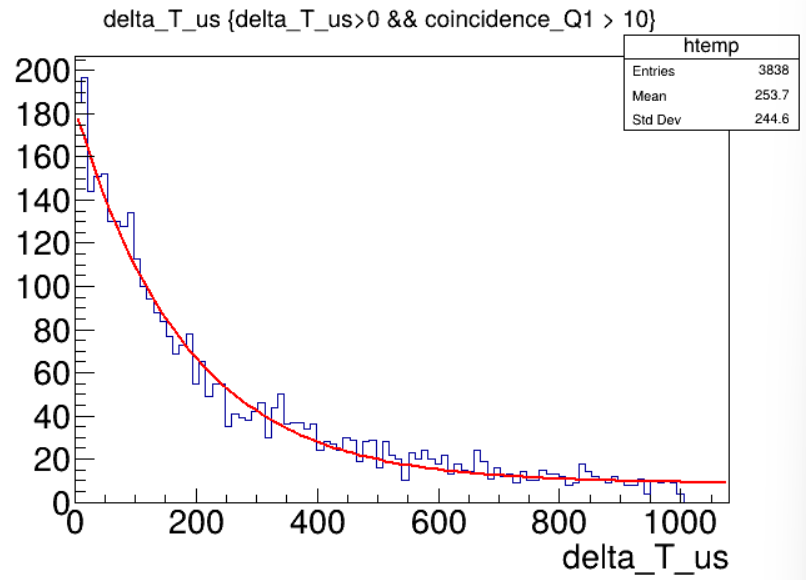 delta_T_us {delta_T_us>0 && coincidence_Q1 > 10}
htemp
Entries 3838
Mean 253.7
Std Dev 244.6
200
180
160
140
120
100
80
60
40
20
0
0 200 400 600 800 1000
delta_T_us